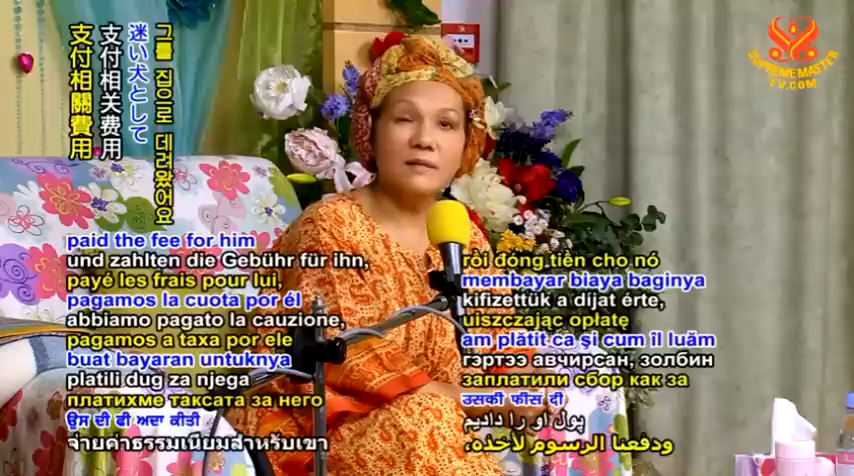 그를 집으로 데려왔어요
迷い犬として
支付相关费用
支付相關費用
SUPREME MASTER
TV.COM
paid the fee for him
und zahlten die Gebühr für ihn,
payé les frais pour lui,
pagamos la cuota por él
abbiamo pagato la cauzione,
pagamos a taxa por ele
buat bayaran untuknya
platili dug za njega
платихме таксата за него
ਉਸ ਦੀ ਫੀ ਅਦਾ ਕੀਤੀ
จ่ายค่าธรรมเนียมสำหรับเขา
rồi đóng tiền cho nó
membayar biaya baginya
kifizettük a díjat érte,
uiszczając opłatę
am plătit ca și cum îl luăm
гэртээ авчирсан, золбин
заплатили сбор как за
उसकी फीस दी
پول او را دادیم
ودفعنا الرسوم لأخذه،